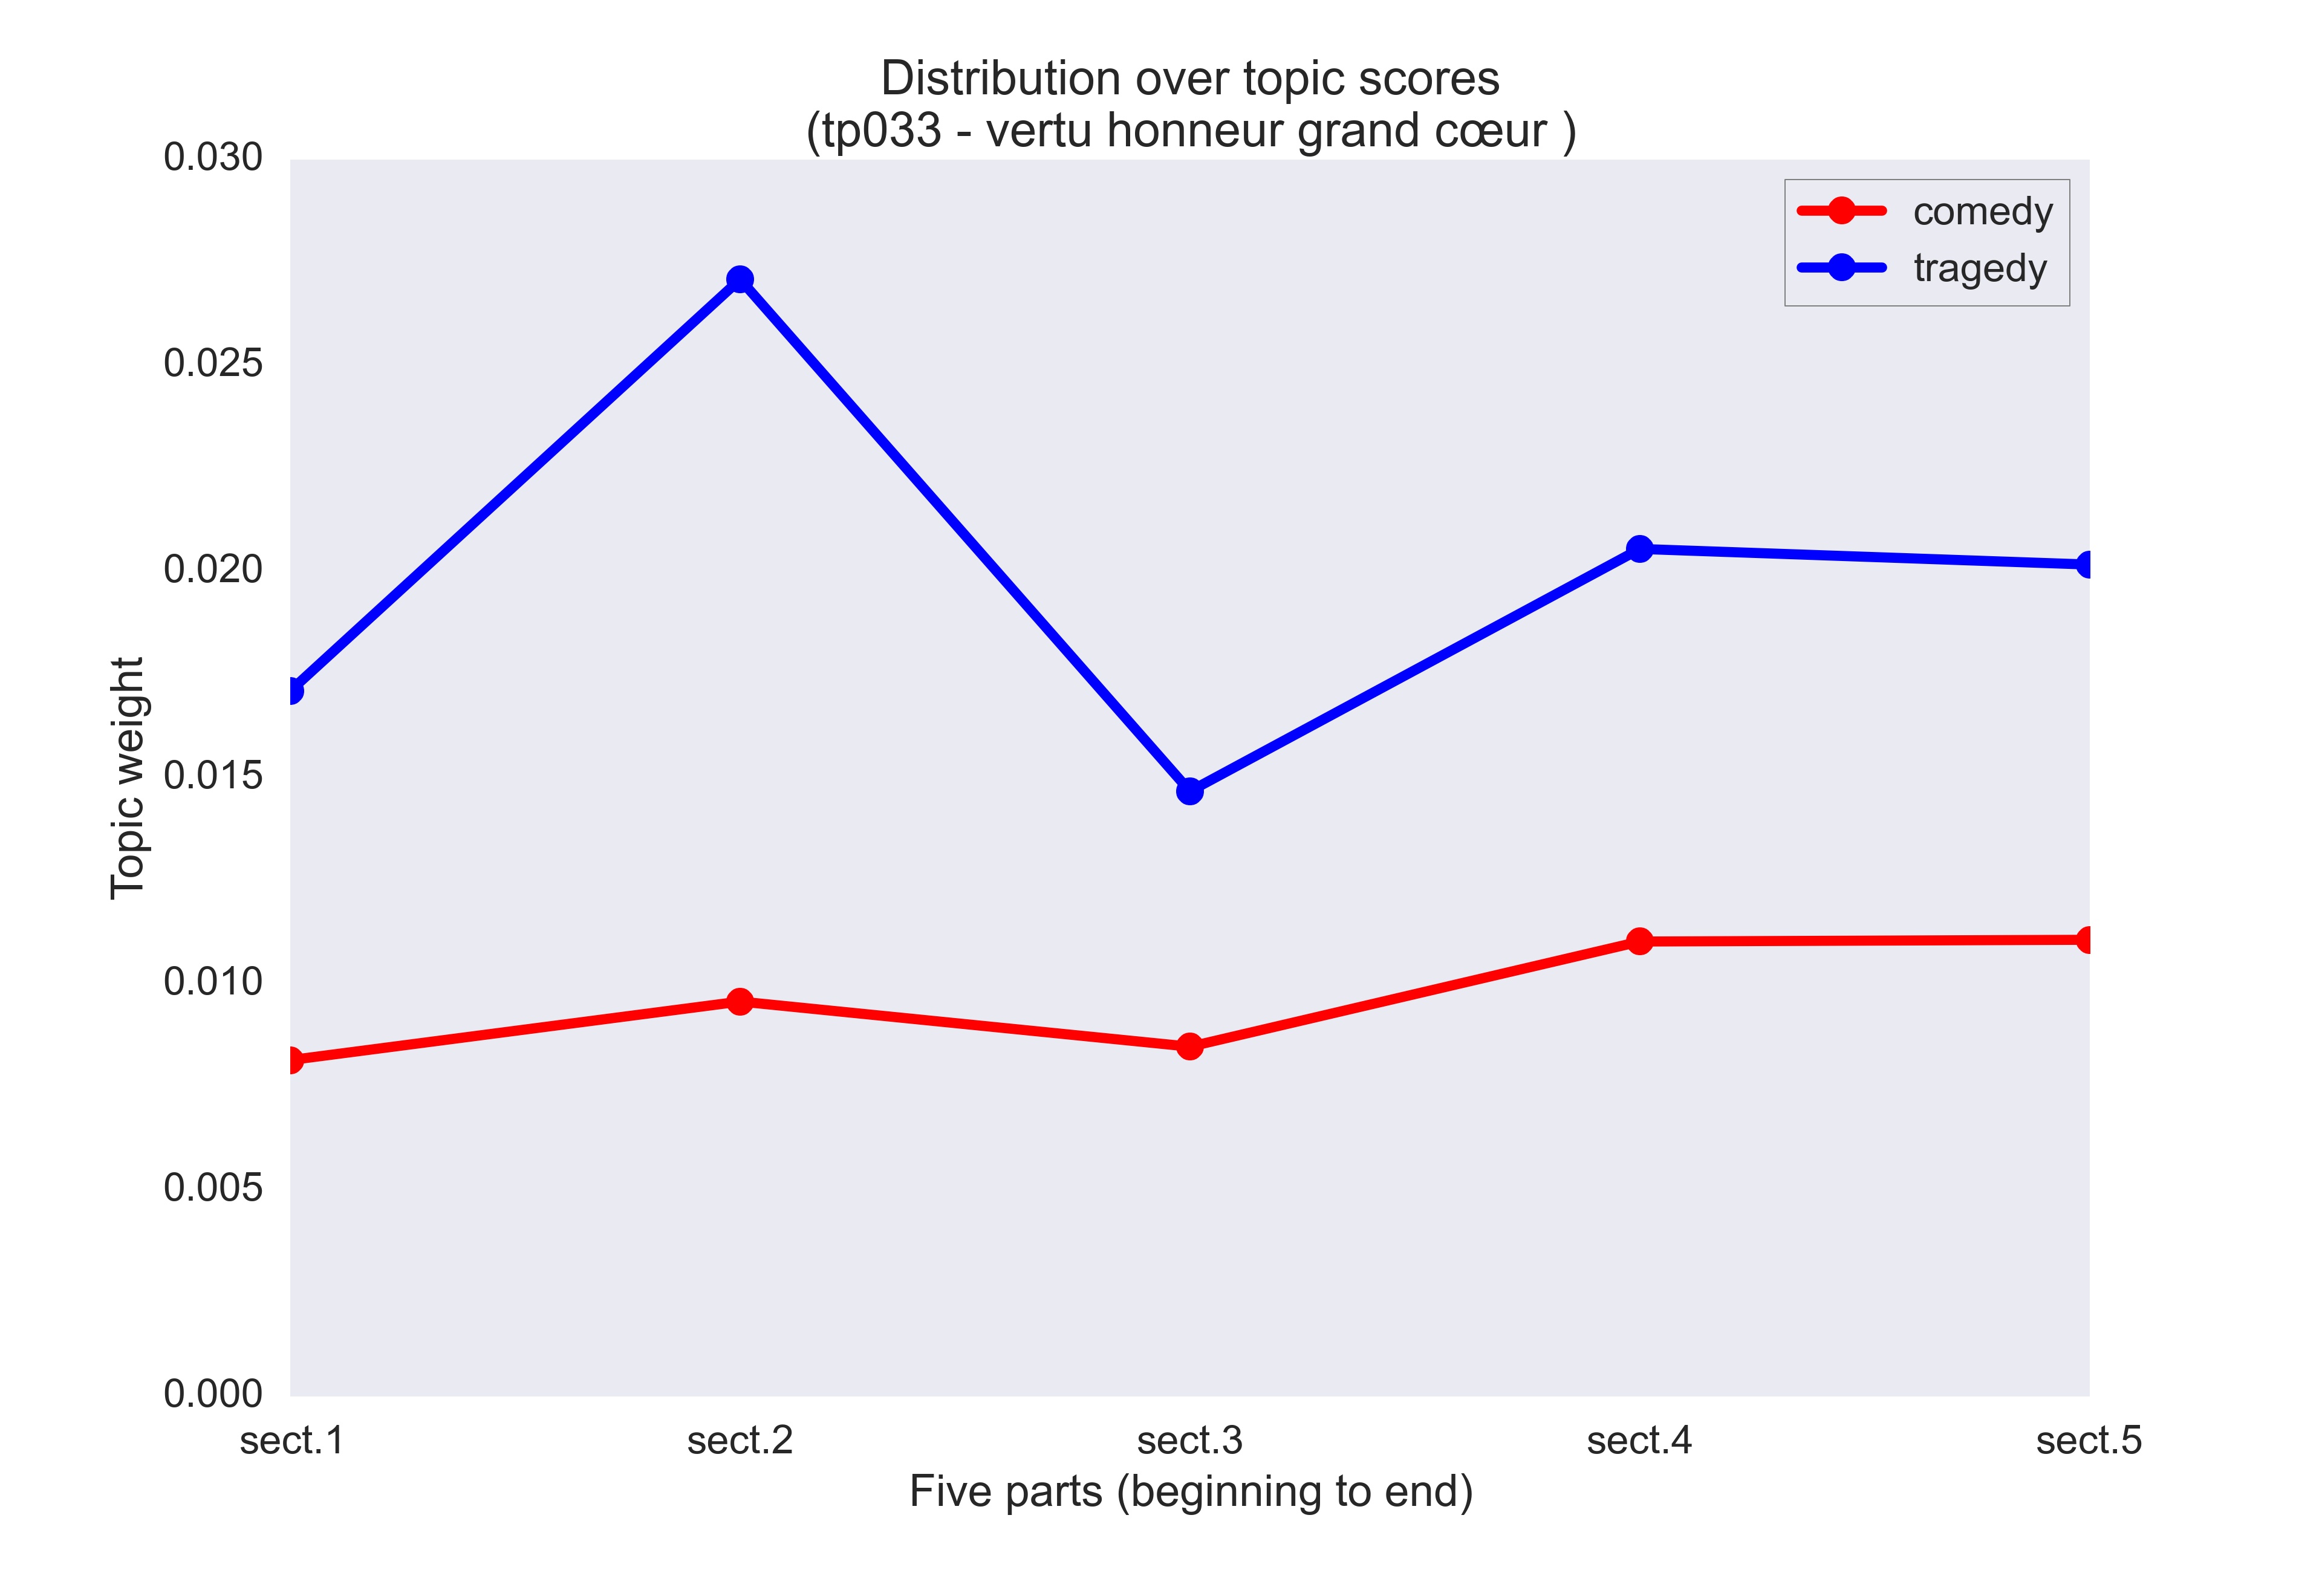 Distribution over topic scores
(tp033 - vertu honneur grand cœur )
0.030
0.025
0.020
0.015
0.010
0.005
0.000
Topic weight
comedy
tragedy
sect.1
sect.2
sect.3
sect.4
sect.5
Five parts (beginning to end)